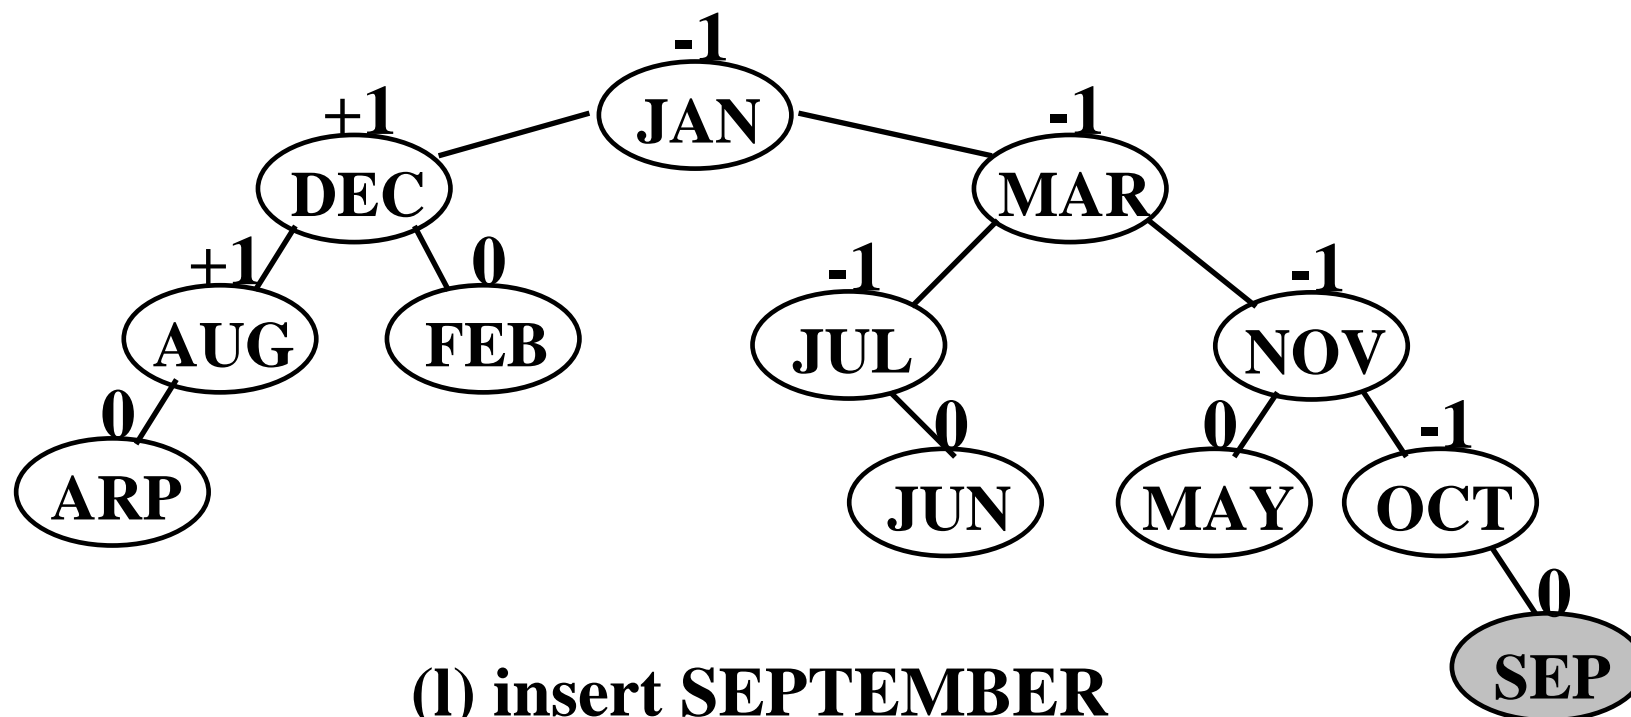 -1
JAN
+1
DEC
-1
MAR
+1
AUG
0
FEB
-1
JUL
-1
NOV
0
ARP
0
JUN
0
MAY
-1
OCT
0
SEP
(l) insert SEPTEMBER